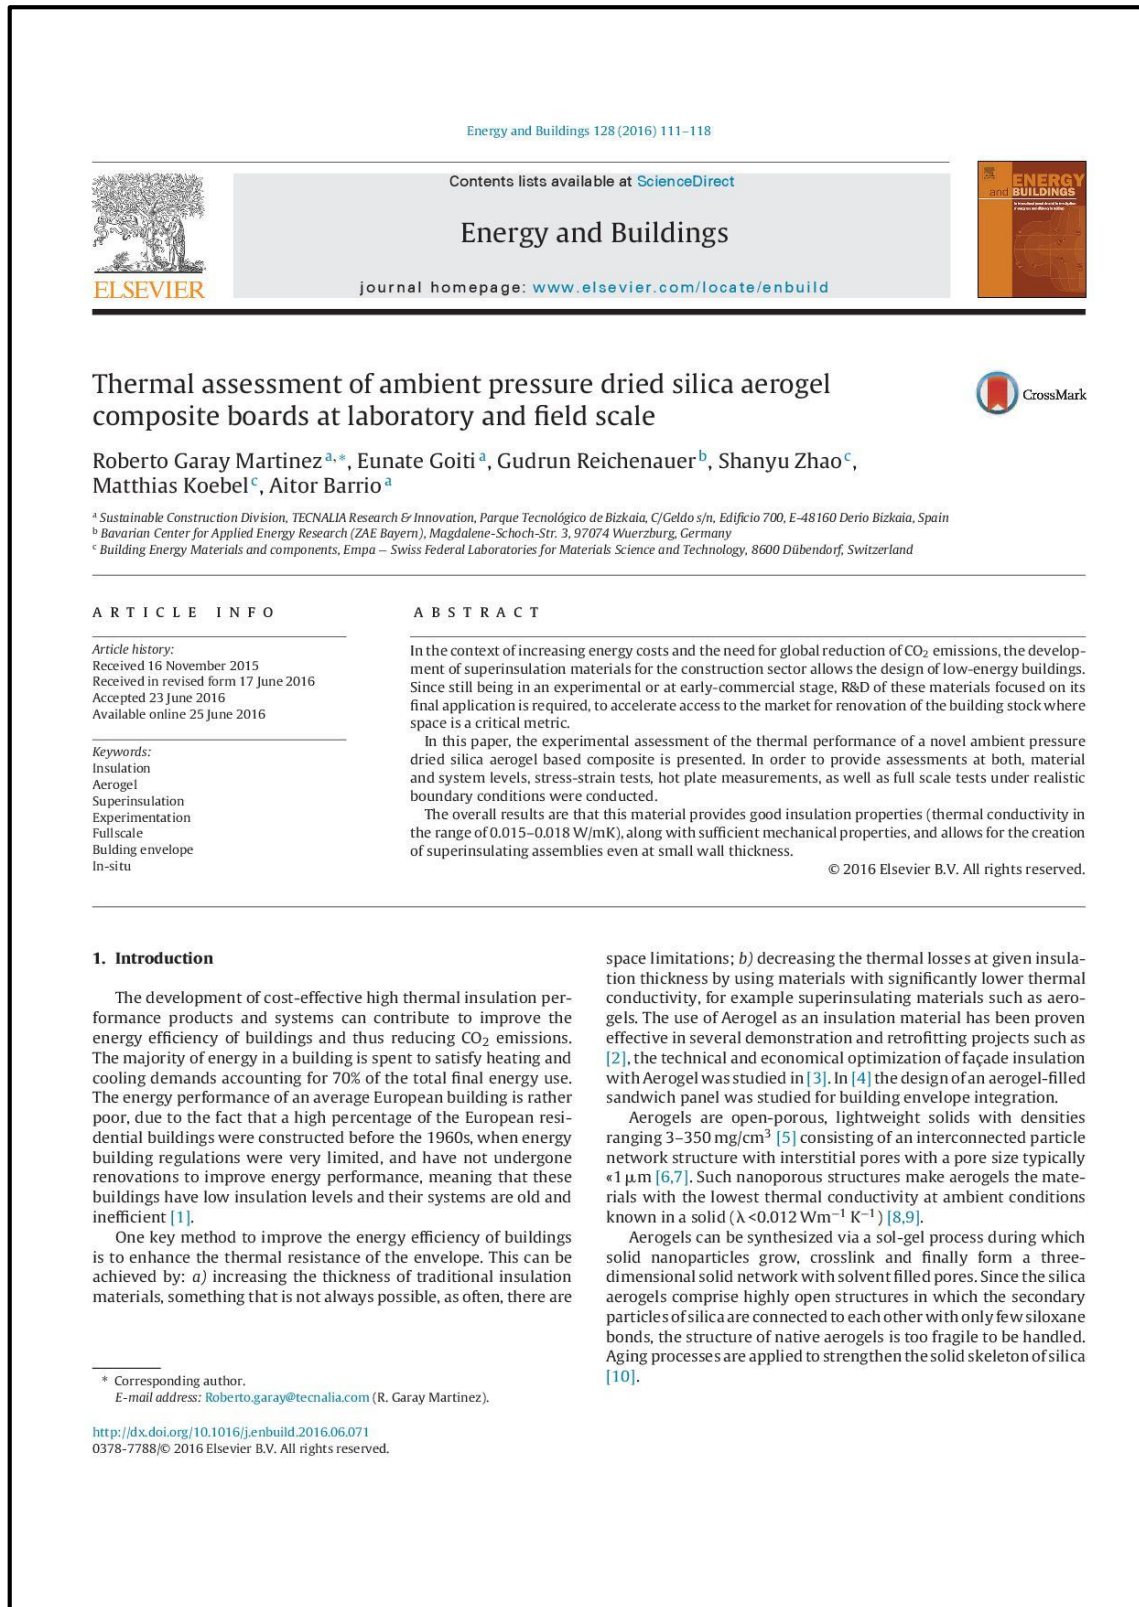 Energy and Buildings 128 (2016) 111–118
Contents lists available at ScienceDirect
Energy and Buildings
journal homepage: www.elsevier.com/locate/enbuild
ELSEVIER
ENERGY
and BUILDINGS
Thermal assessment of ambient pressure dried silica aerogel
composite boards at laboratory and field scale
CrossMark
Roberto Garay Martinez a,*, Eunate Goiti a, Gudrun Reichenauer b, Shanyu Zhao c,
Matthias Koebel c, Aitor Barrio a
a Sustainable Construction Division, TECNALIA Research & Innovation, Parque Tecnológico de Bizkaia, C/Geldo s/n, Edificio 700, E-48160 Derio Bizkaia, Spain
b Bavarian Center for Applied Energy Research (ZAE Bayern), Magdalene-Schoch-Str. 3, 97074 Wuerzburg, Germany
c Building Energy Materials and components, Empa – Swiss Federal Laboratories for Materials Science and Technology, 8600 Dübendorf, Switzerland
ARTICLE INFO
Article history:
Received 16 November 2015
Received in revised form 17 June 2016
Accepted 23 June 2016
Available online 25 June 2016
Keywords:
Insulation
Aerogel
Superinsulation
Experimentation
Fullscale
Bulding envelope
In-situ
ABSTRACT
In the context of increasing energy costs and the need for global reduction of CO₂ emissions, the develop-
ment of superinsulation materials for the construction sector allows the design of low-energy buildings.
Since still being in an experimental or at early-commercial stage, R&D of these materials focused on its
final application is required, to accelerate access to the market for renovation of the building stock where
space is a critical metric.
In this paper, the experimental assessment of the thermal performance of a novel ambient pressure
dried silica aerogel based composite is presented. In order to provide assessments at both, material
and system levels, stress-strain tests, hot plate measurements, as well as full scale tests under realistic
boundary conditions were conducted.
The overall results are that this material provides good insulation properties (thermal conductivity in
the range of 0.015–0.018 W/mK), along with sufficient mechanical properties, and allows for the creation
of superinsulating assemblies even at small wall thickness.
© 2016 Elsevier B.V. All rights reserved.
1. Introduction
The development of cost-effective high thermal insulation per-
formance products and systems can contribute to improve the
energy efficiency of buildings and thus reducing CO₂ emissions.
The majority of energy in a building is spent to satisfy heating and
cooling demands accounting for 70% of the total final energy use.
The energy performance of an average European building is rather
poor, due to the fact that a high percentage of the European resi-
dential buildings were constructed before the 1960s, when energy
building regulations were very limited, and have not undergone
renovations to improve energy performance, meaning that these
buildings have low insulation levels and their systems are old and
inefficient [1].
One key method to improve the energy efficiency of buildings
is to enhance the thermal resistance of the envelope. This can be
achieved by: a) increasing the thickness of traditional insulation
materials, something that is not always possible, as often, there are
space limitations; b) decreasing the thermal losses at given insula-
tion thickness by using materials with significantly lower thermal
conductivity, for example superinsulating materials such as aero-
gels. The use of Aerogel as an insulation material has been proven
effective in several demonstration and retrofitting projects such as
[2], the technical and economical optimization of façade insulation
with Aerogel was studied in [3]. In [4] the design of an aerogel-filled
sandwich panel was studied for building envelope integration.
Aerogels are open-porous, lightweight solids with densities
ranging 3–350 mg/cm³ [5] consisting of an interconnected particle
network structure with interstitial pores with a pore size typically
«1 μm [6,7]. Such nanoporous structures make aerogels the mate-
rials with the lowest thermal conductivity at ambient conditions
known in a solid (λ <0.012 Wm⁻¹ K⁻¹) [8,9].
Aerogels can be synthesized via a sol-gel process during which
solid nanoparticles grow, crosslink and finally form a three-
dimensional solid network with solvent filled pores. Since the silica
aerogels comprise highly open structures in which the secondary
particles of silica are connected to each other with only few siloxane
bonds, the structure of native aerogels is too fragile to be handled.
Aging processes are applied to strengthen the solid skeleton of silica
[10].
* Corresponding author.
E-mail address: Roberto.garay@tecnalia.com (R. Garay Martinez).
http://dx.doi.org/10.1016/j.enbuild.2016.06.071
0378-7788/© 2016 Elsevier B.V. All rights reserved.